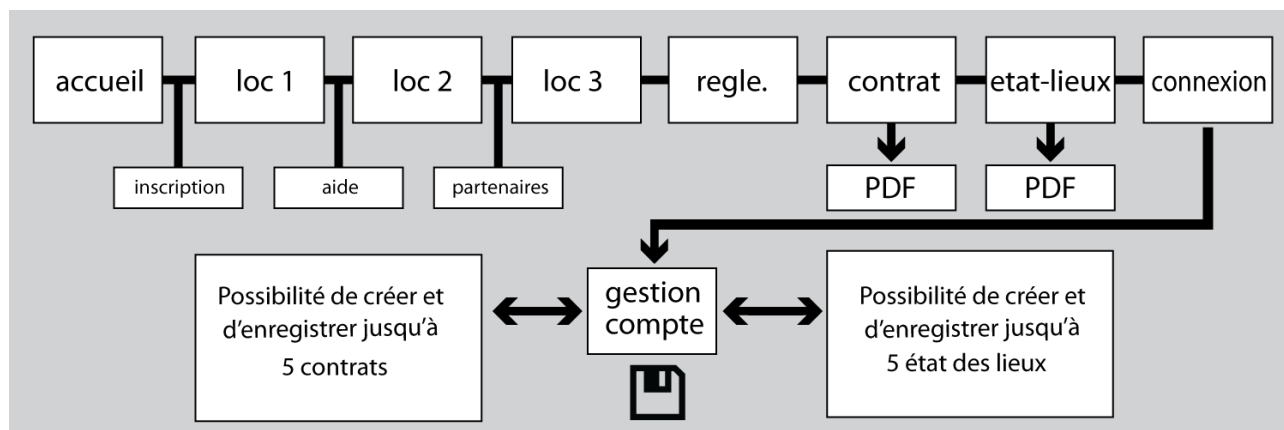 accueil
loc 1
loc 2
loc 3
regle.
contrat
etat-lieux
connexion
inscription
aide
partenaires
PDF
PDF
Possibilité de créer et
d'enregistrer jusqu'à
5 contrats
gestion
compte
Possibilité de créer et
d'enregistrer jusqu'à
5 état des lieux